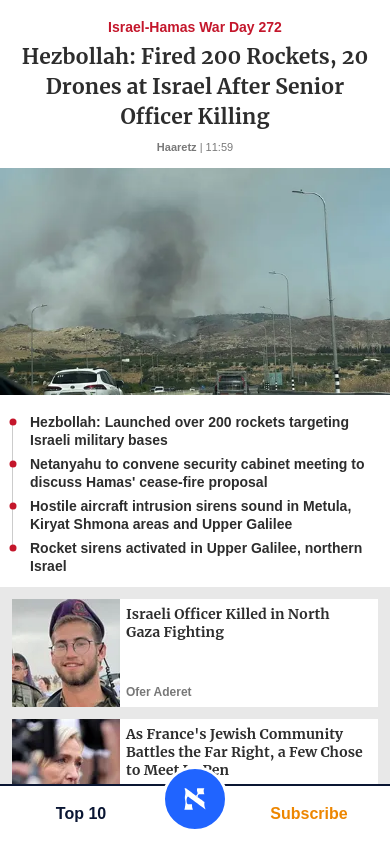 Israel-Hamas War Day 272
Hezbollah: Fired 200 Rockets, 20
Drones at Israel After Senior
Officer Killing
Haaretz | 11:59
Hezbollah: Launched over 200 rockets targeting
Israeli military bases
Netanyahu to convene security cabinet meeting to
discuss Hamas' cease-fire proposal
Hostile aircraft intrusion sirens sound in Metula,
Kiryat Shmona areas and Upper Galilee
Rocket sirens activated in Upper Galilee, northern
Israel
Israeli Officer Killed in North
Gaza Fighting
Ofer Aderet
As France's Jewish Community
Battles the Far Right, a Few Chose
to Meet Pen
Top 10
Subscribe